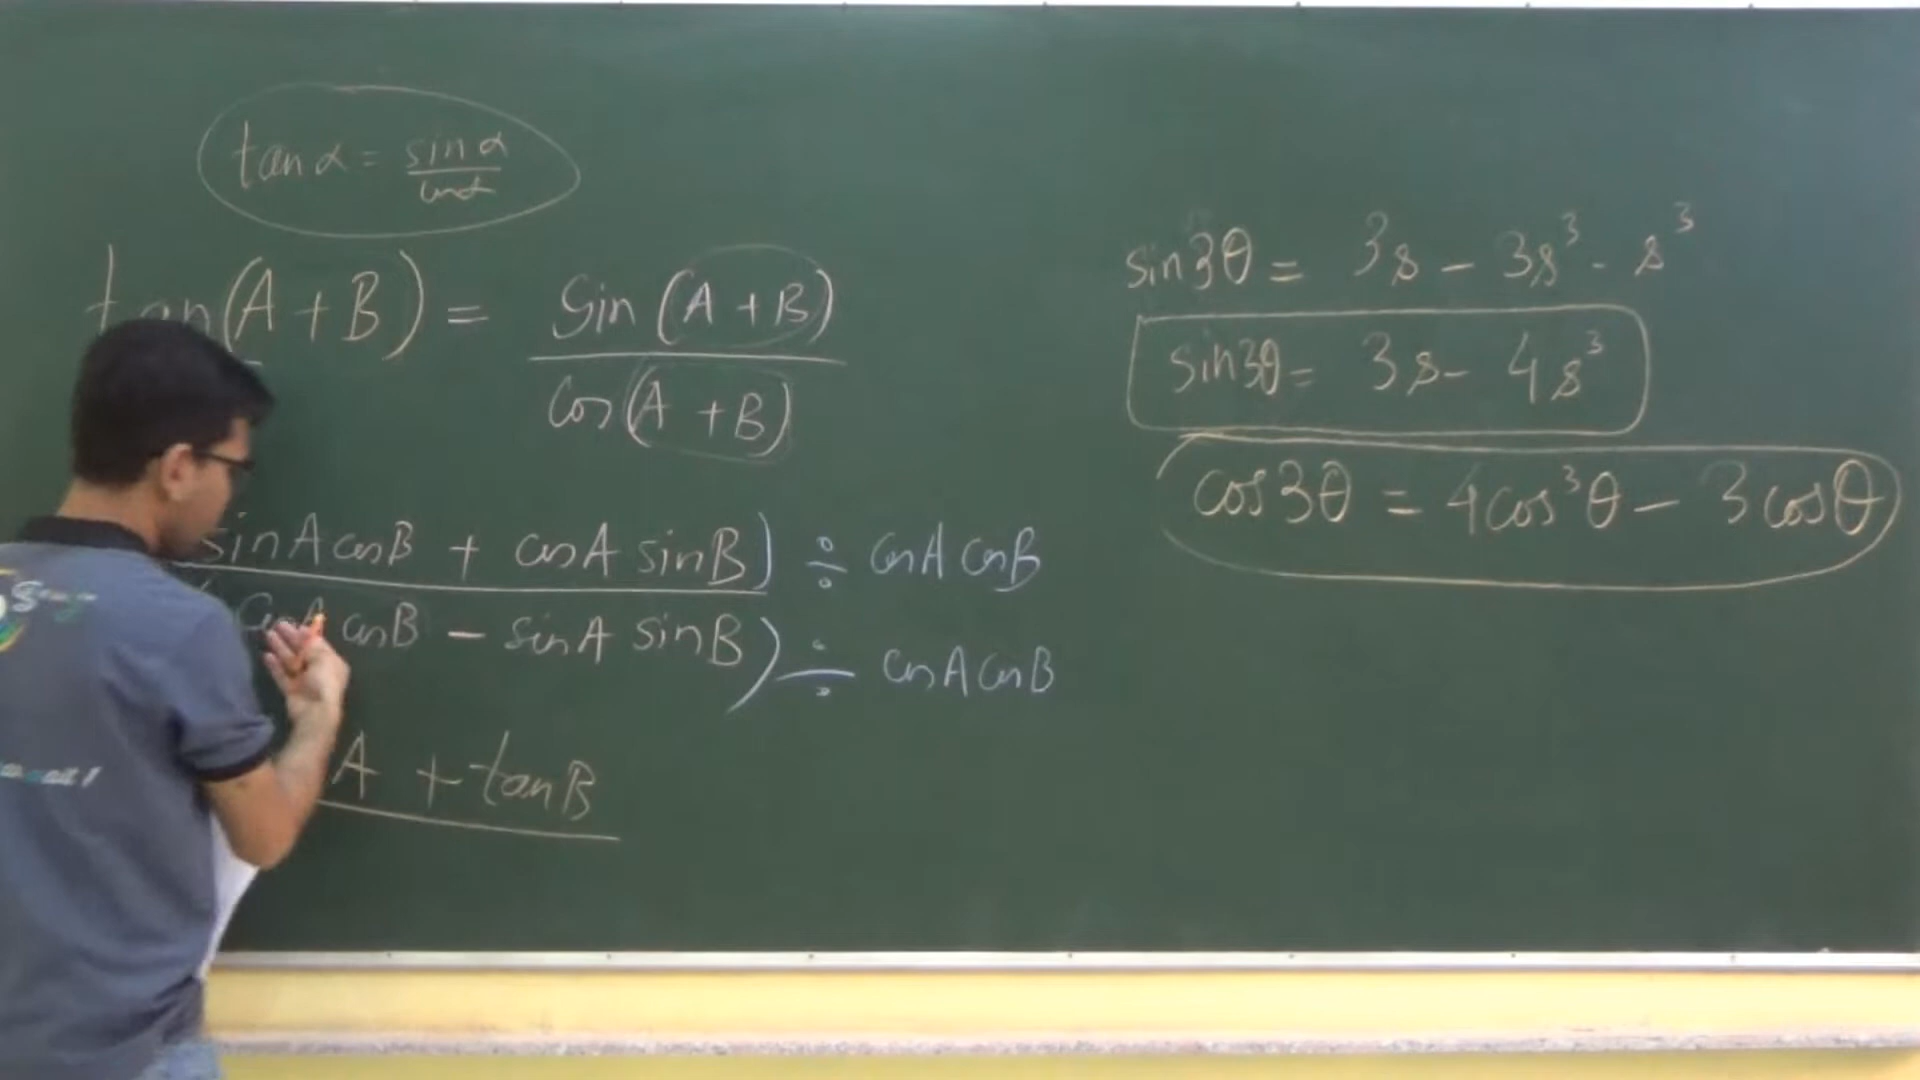 tan α = sin α / cos α
tan(A + B) = Sin (A + B) / Cos (A + B)
sinA cosB + cosA sinB) ÷ cosA cosB
(cosA cosB − sinA sinB) ÷ cosA cosB
A + tanB
sin3θ = 3s − 3s³ - s³
sin3θ = 3s − 4s³
cos3θ = 4cos³θ − 3cosθ